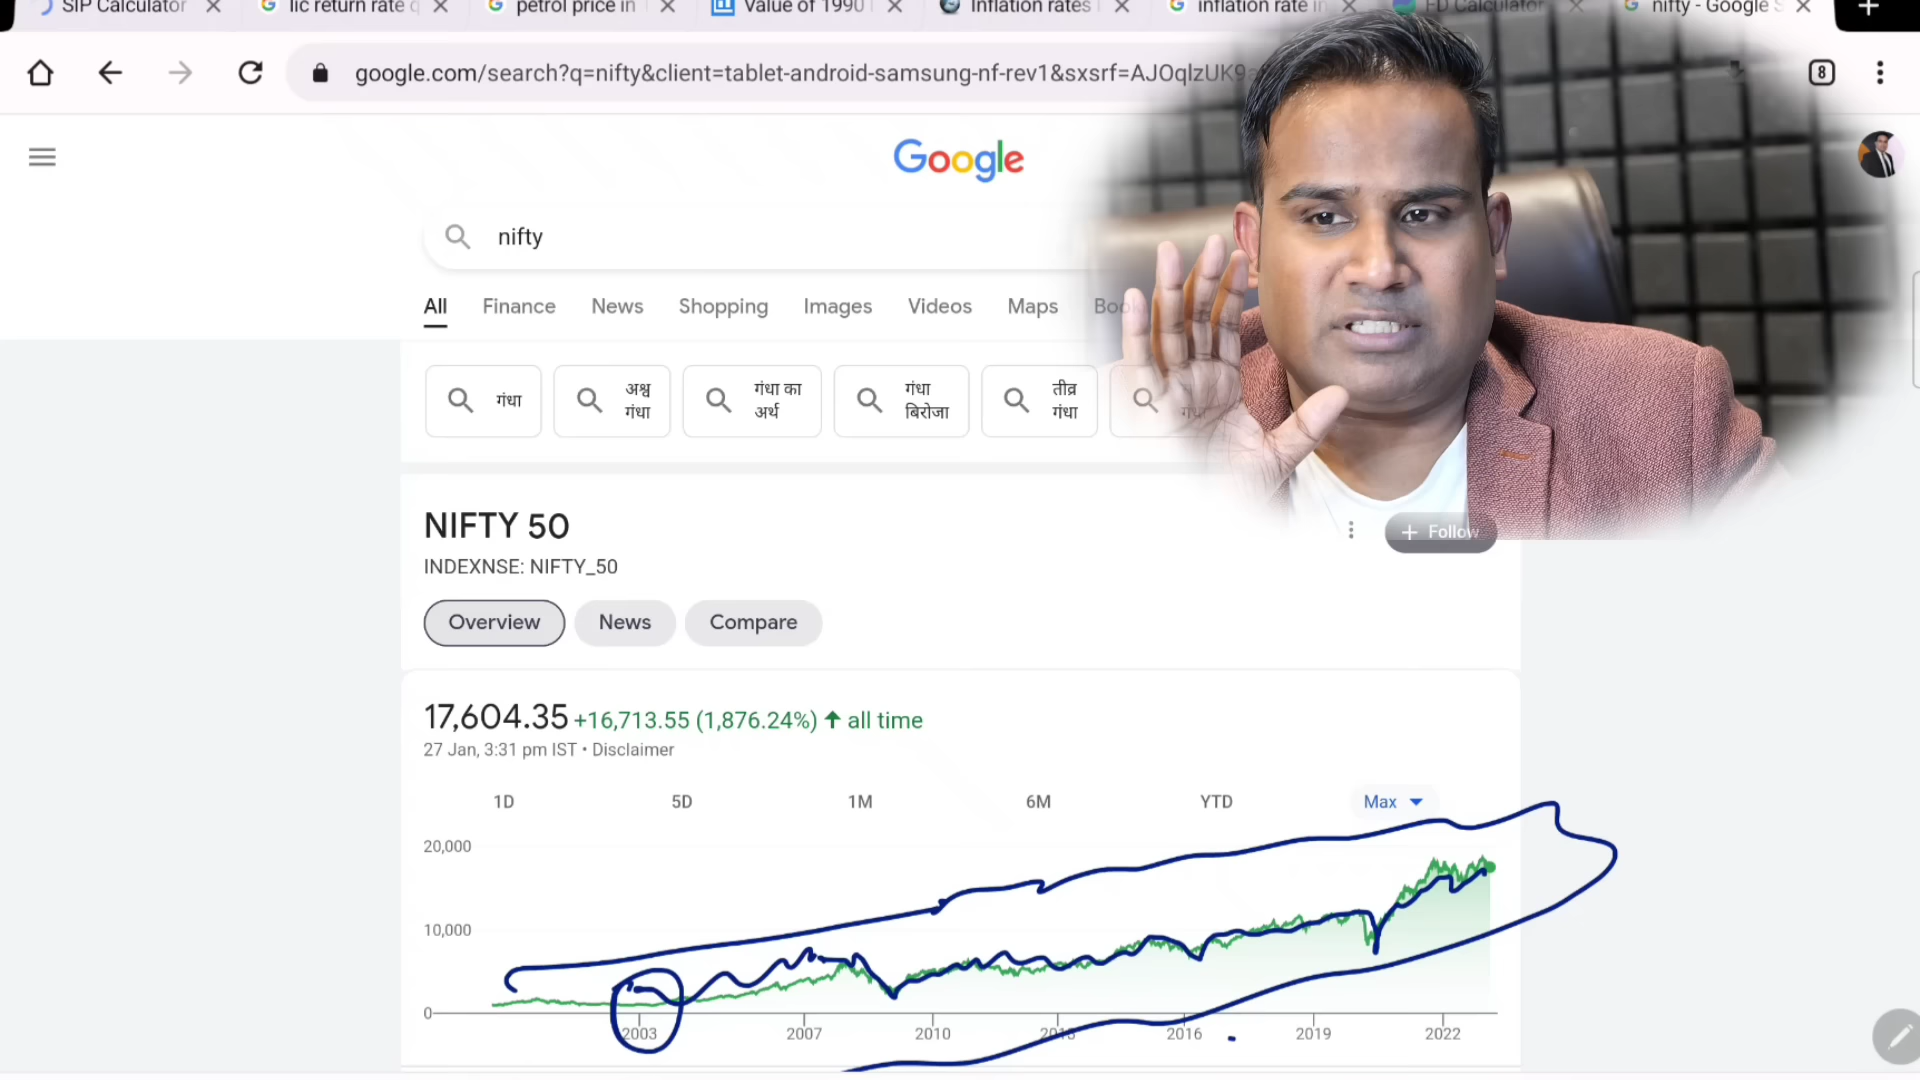 SIP Calculator
lic return rate
petrol price in
Value of 1990
Inflation rates
inflation rate in
FD Calculator
nifty - Google S
google.com/search?q=nifty&client=tablet-android-samsung-nf-rev1&sxsrf=AJOqlzUK9
8
Google
nifty
All Finance News Shopping Images Videos Maps
गंधा
अश्व
गंधा
गंधा का
अर्थ
गंधा
बिरोजा
तीव्र
गंधा
NIFTY 50
+ Follow
INDEXNSE: NIFTY_50
Overview News Compare
17,604.35 +16,713.55 (1,876.24%) ↑ all time
27 Jan, 3:31 pm IST • Disclaimer
1D 5D 1M 6M YTD Max
20,000
10,000
0
2003 2007 2010 2013 2016 2019 2022